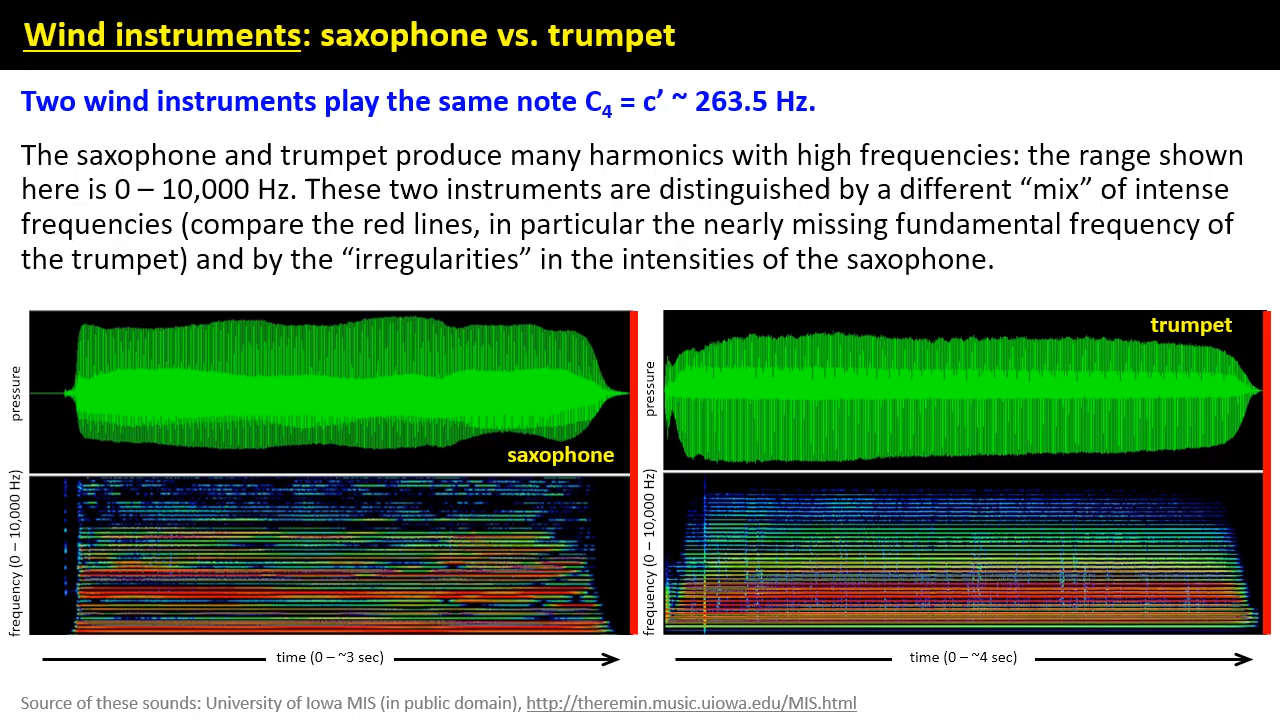 Wind instruments: saxophone vs. trumpet
Two wind instruments play the same note C₄ = c’ ~ 263.5 Hz.
The saxophone and trumpet produce many harmonics with high frequencies: the range shown
here is 0 – 10,000 Hz. These two instruments are distinguished by a different “mix” of intense
frequencies (compare the red lines, in particular the nearly missing fundamental frequency of
the trumpet) and by the “irregularities” in the intensities of the saxophone.
pressure
saxophone
frequency (0 – 10,000 Hz)
time (0 – ~3 sec)
pressure
trumpet
frequency (0 – 10,000 Hz)
time (0 – ~4 sec)
Source of these sounds: University of Iowa MIS (in public domain), http://theremin.music.uiowa.edu/MIS.html